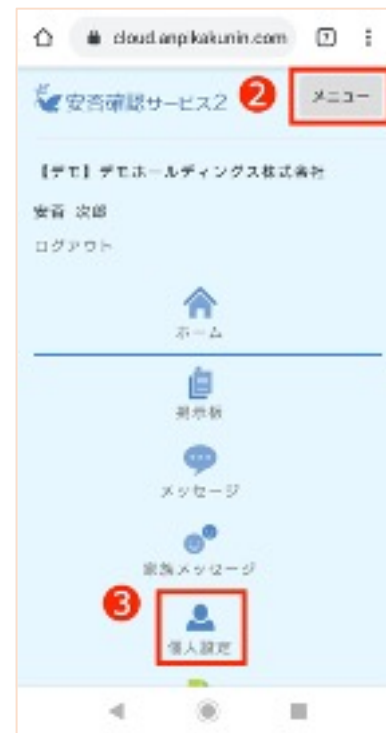 cloud.anpikakunin.com 7
安否確認サービス2 2 メニュー
【デモ】デモホールディングス株式会社
安否 次郎
ログアウト
ホーム
掲示板
メッセージ
家族メッセージ
3
個人設定